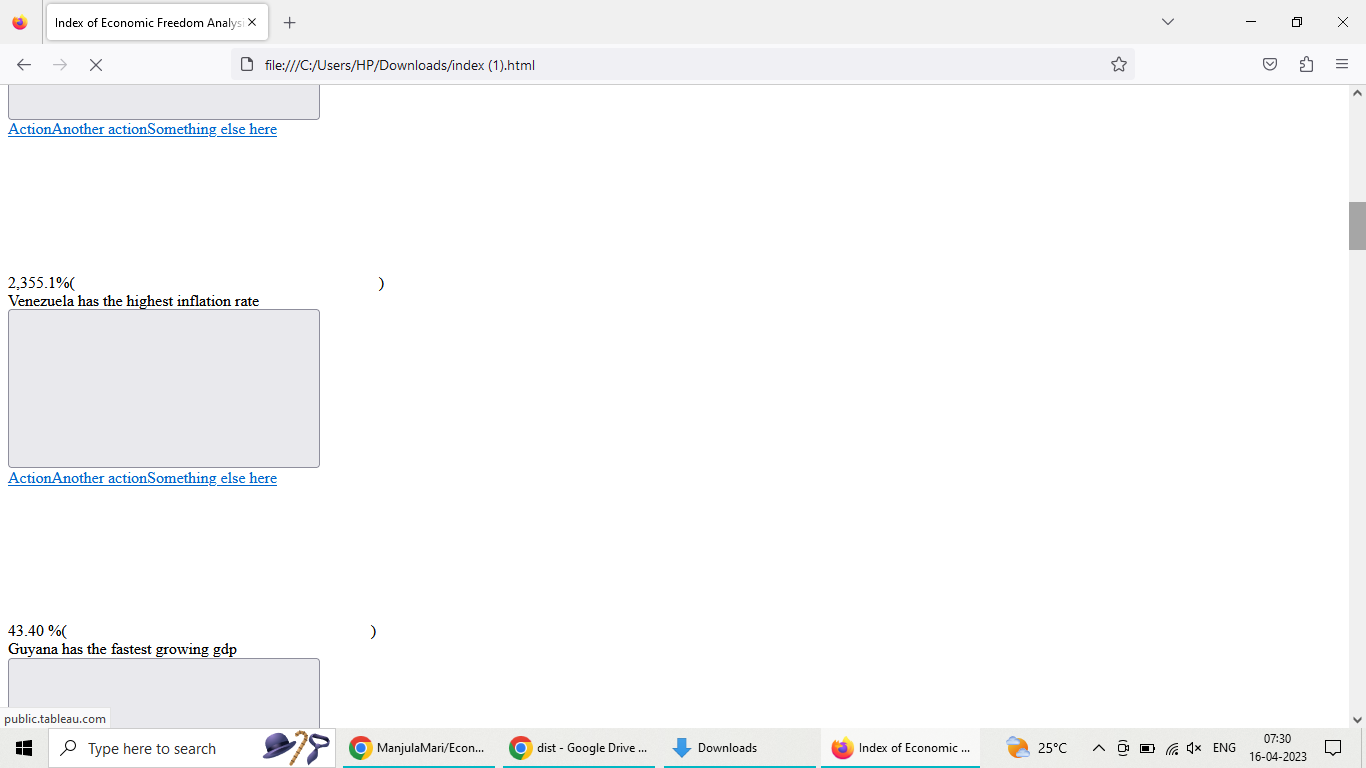 Index of Economic Freedom Analys
file:///C:/Users/HP/Downloads/index (1).html
ActionAnother actionSomething else here
2,355.1%( )
Venezuela has the highest inflation rate
ActionAnother actionSomething else here
43.40 %( )
Guyana has the fastest growing gdp
public.tableau.com
Type here to search
ManjulaMari/Econ...
dist - Google Drive ...
Downloads
Index of Economic ...
25°C
ENG
07:30
16-04-2023